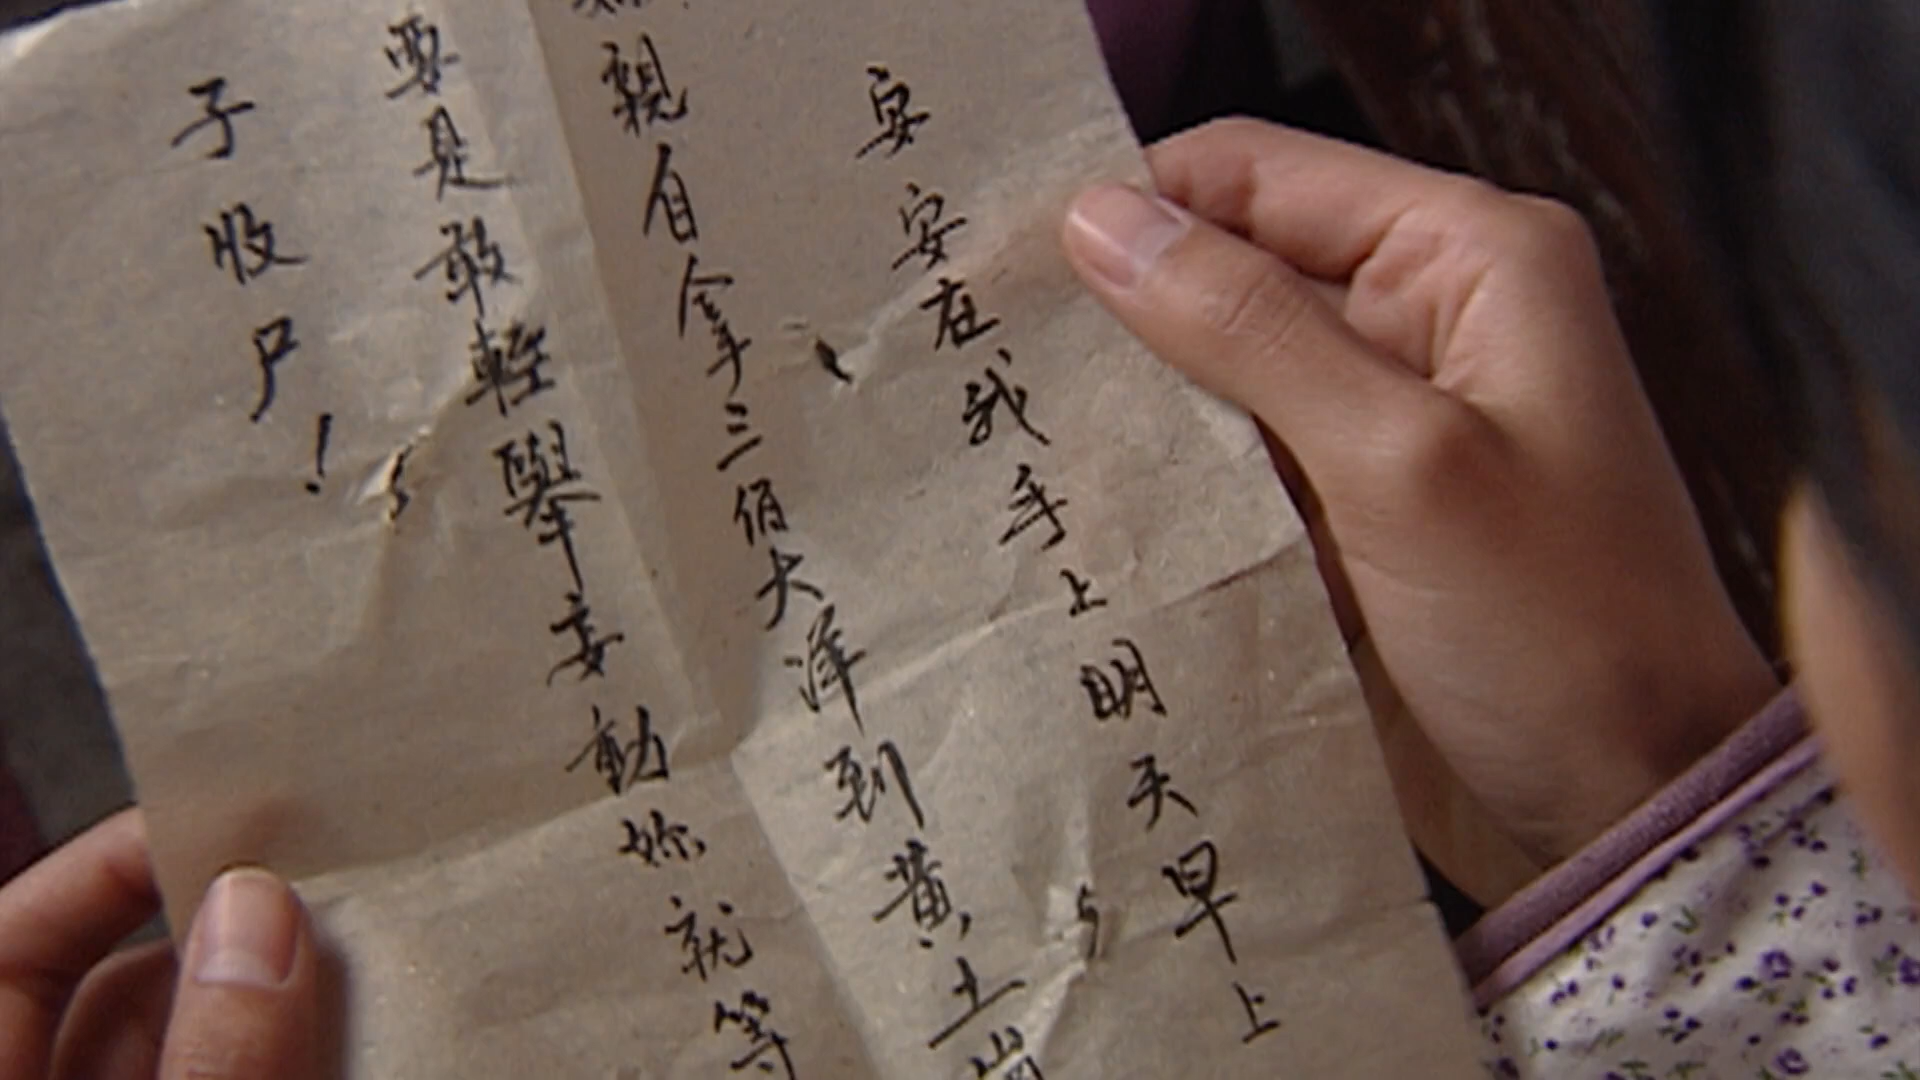 安安在我手上明天早上
親自拿三佰大洋到黃土崗
要是敢輕舉妄動妳就等
子收尸！